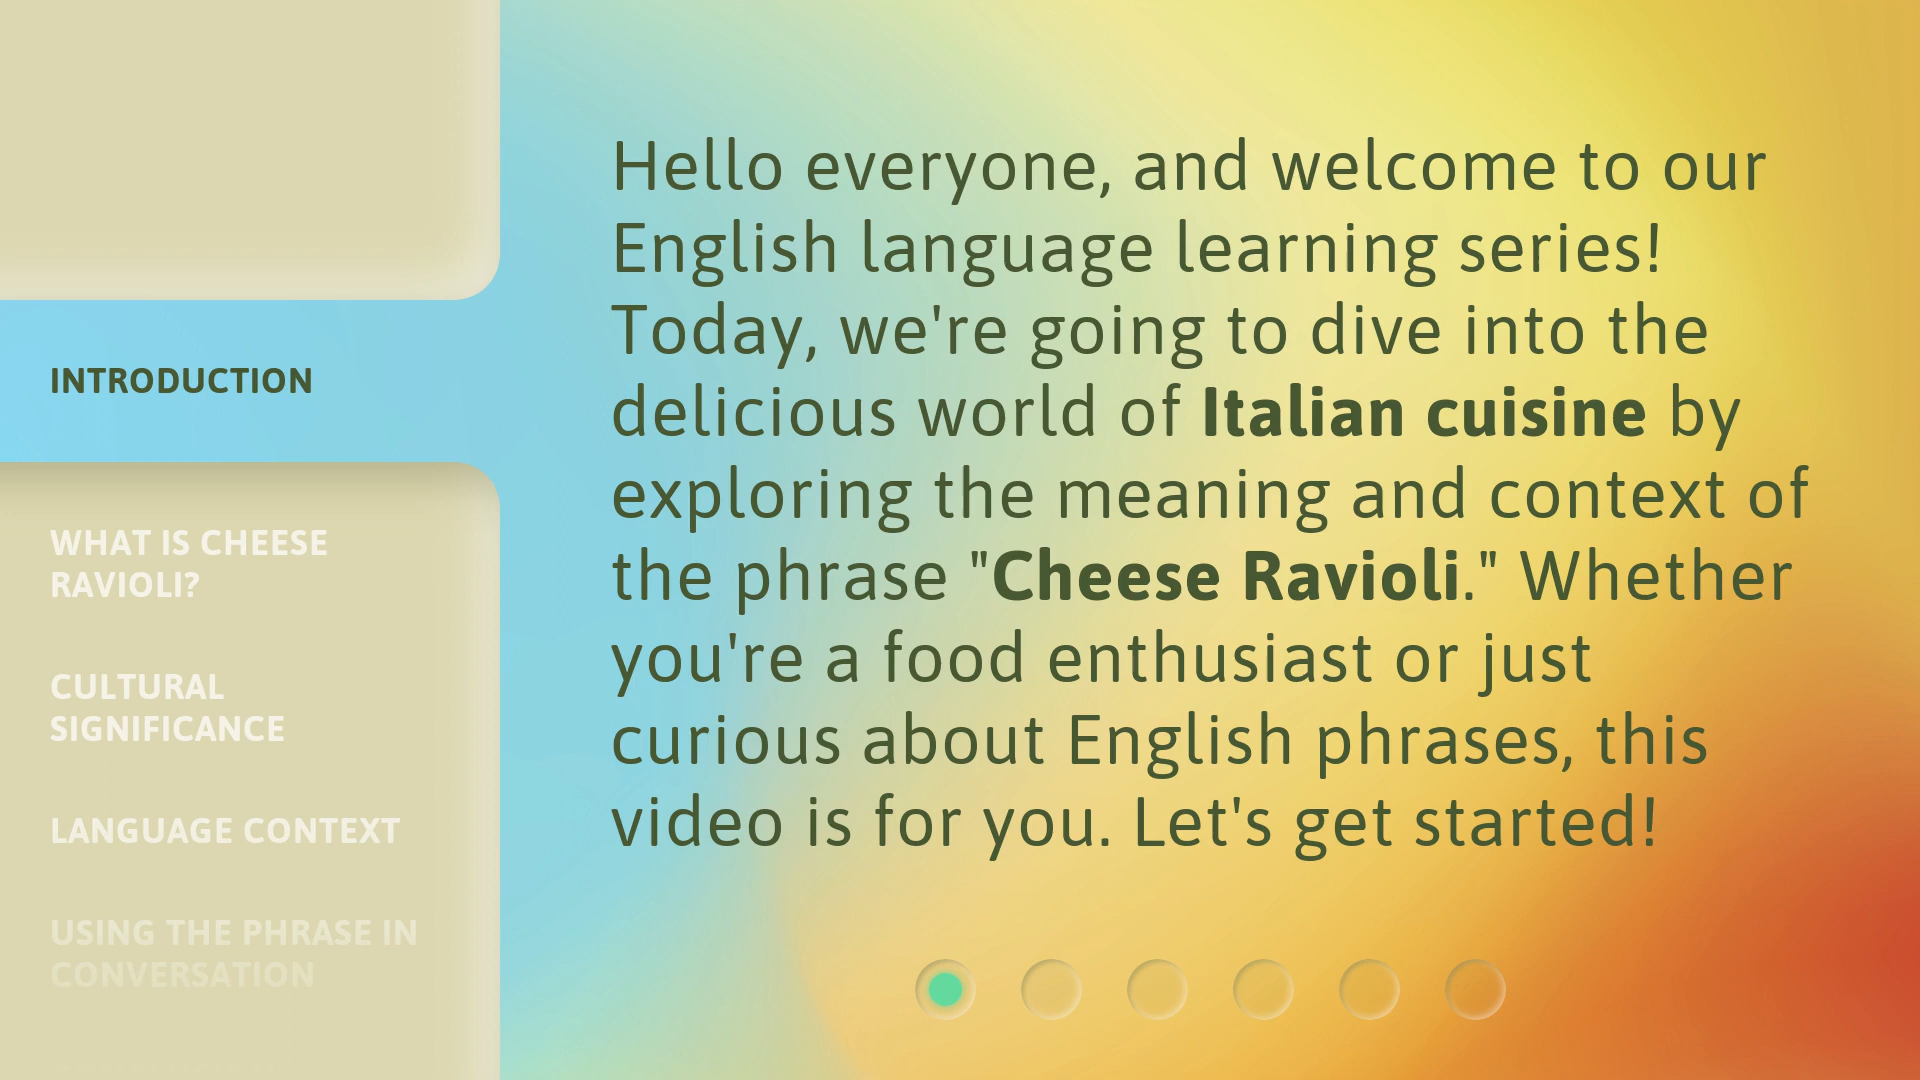 INTRODUCTION
WHAT IS CHEESE
RAVIOLI?
CULTURAL
SIGNIFICANCE
LANGUAGE CONTEXT
USING THE PHRASE IN
CONVERSATION
Hello everyone, and welcome to our
English language learning series!
Today, we're going to dive into the
delicious world of Italian cuisine by
exploring the meaning and context of
the phrase "Cheese Ravioli." Whether
you're a food enthusiast or just
curious about English phrases, this
video is for you. Let's get started!